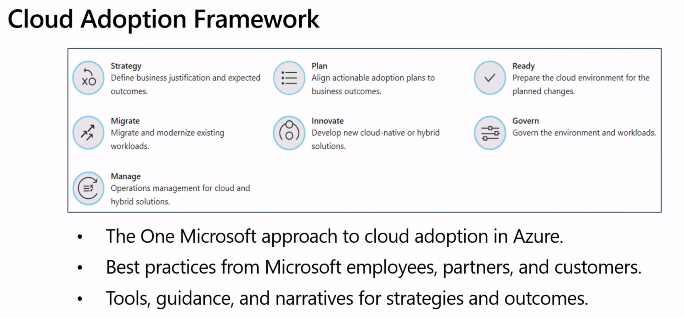 Cloud Adoption Framework
Strategy
Define business justification and expected
outcomes.
Plan
Align actionable adoption plans to
business outcomes.
Ready
Prepare the cloud environment for the
planned changes.
Migrate
Migrate and modernize existing
workloads.
Innovate
Develop new cloud-native or hybrid
solutions.
Govern
Govern the environment and workloads.
Manage
Operations management for cloud and
hybrid solutions.
• The One Microsoft approach to cloud adoption in Azure.
• Best practices from Microsoft employees, partners, and customers.
• Tools, guidance, and narratives for strategies and outcomes.